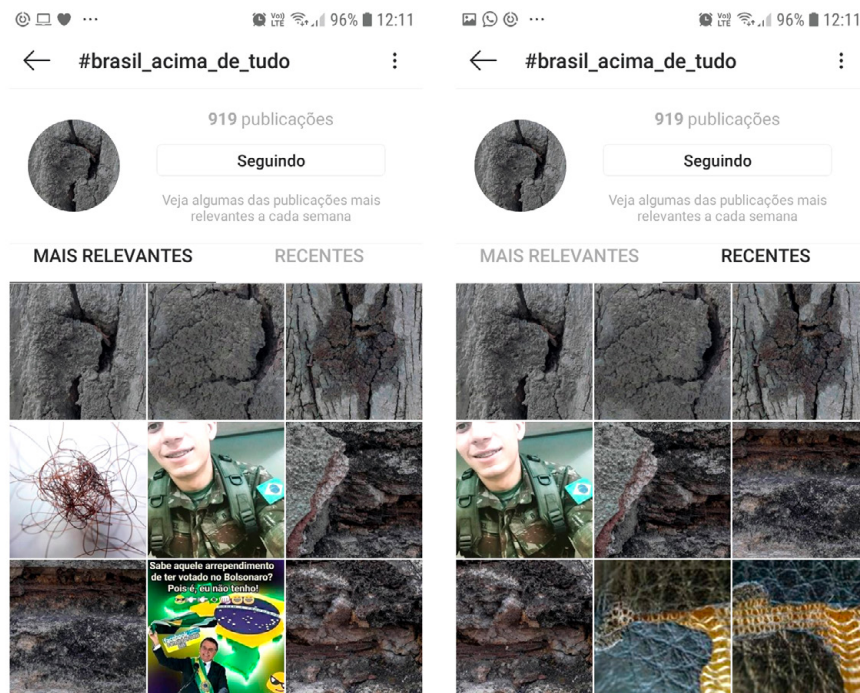 96% 12:11
#brasil_acima_de_tudo
919 publicações
Seguindo
Veja algumas das publicações mais
relevantes a cada semana
MAIS RELEVANTES RECENTES
Sabe aquele arrependimento
de ter votado no Bolsonaro?
Pois é, eu não tenho!
96% 12:11
#brasil_acima_de_tudo
919 publicações
Seguindo
Veja algumas das publicações mais
relevantes a cada semana
MAIS RELEVANTES RECENTES